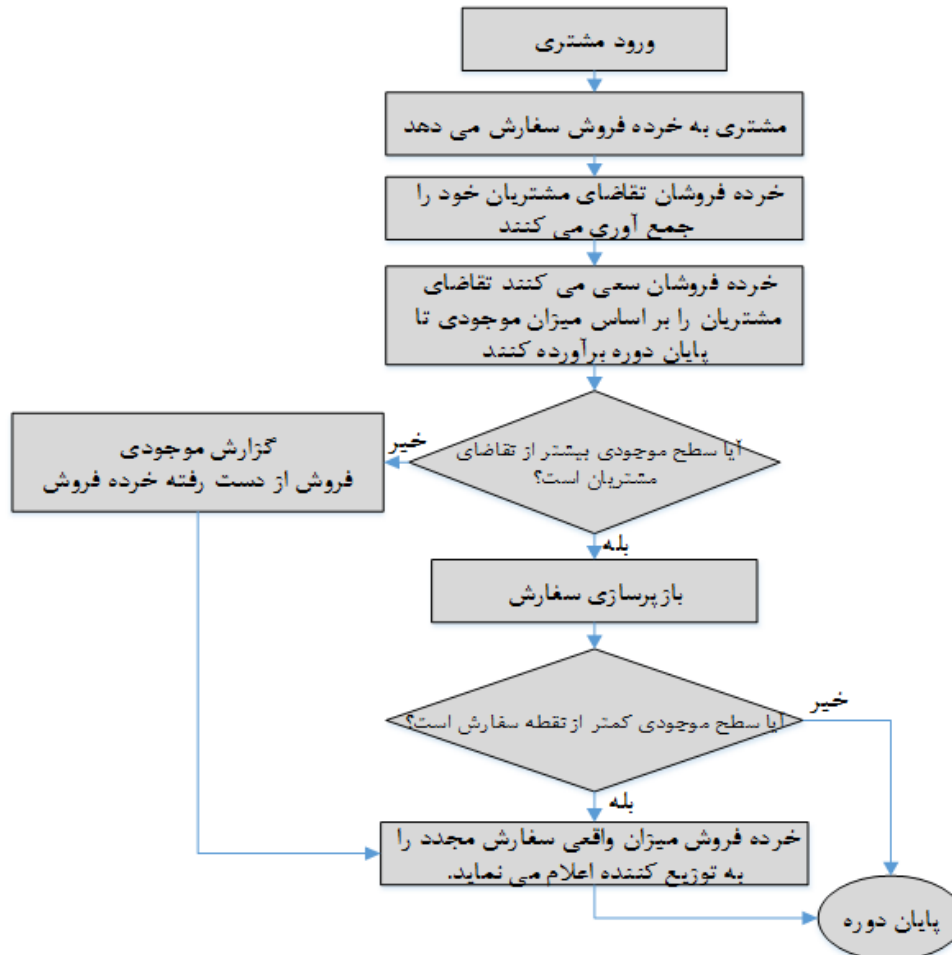 ورود مشتری
مشتری به خرده فروش سفارش می دهد
خرده فروشان تقاضای مشتریان خود را
جمع آوری می کنند
خرده فروشان سعی می کنند تقاضای
مشتریان را بر اساس میزان موجودی تا
پایان دوره برآورده کنند
آیا سطح موجودی بیشتر از تقاضای
مشتریان است؟
خیر
گزارش موجودی
فروش از دست رفته خرده فروش
بله
بازپرسازی سفارش
آیا سطح موجودی کمتر از نقطه سفارش است؟
خیر
بله
خرده فروش میزان واقعی سفارش مجدد را
به توزیع کننده اعلام می نماید.
پایان دوره